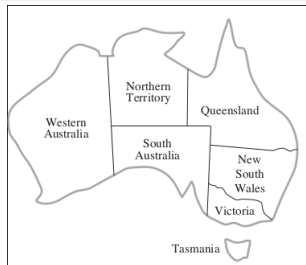 Northern
Territory
Queensland
Western
Australia
South
Australia
New
South
Wales
Victoria
Tasmania